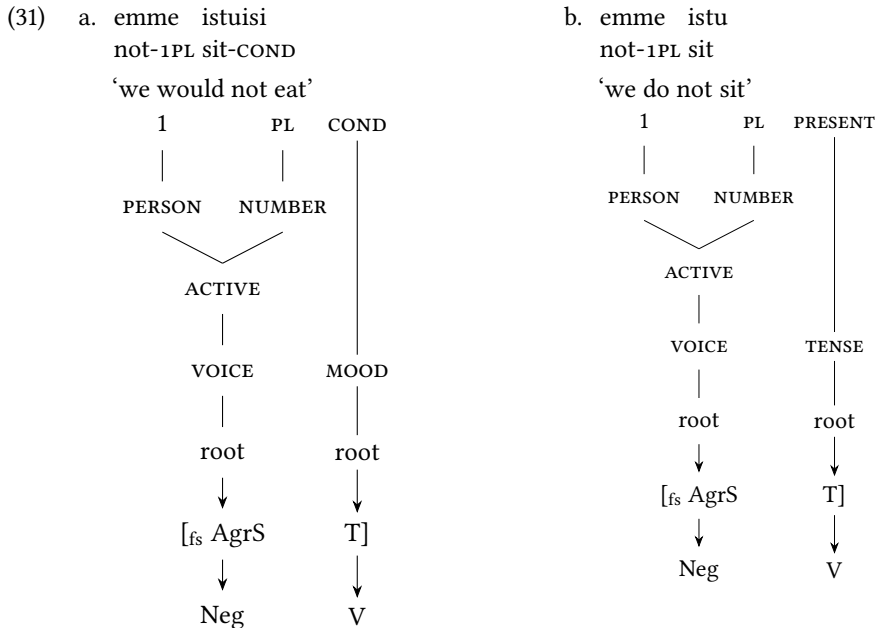 (31) a. emme istuisi
not-1PL sit-COND
‘we would not eat’
1 PL COND
PERSON NUMBER
ACTIVE
VOICE MOOD
root root
[fs AgrS T]
Neg V
b. emme istu
not-1PL sit
‘we do not sit’
1 PL PRESENT
PERSON NUMBER
ACTIVE
VOICE TENSE
root root
[fs AgrS T]
Neg V